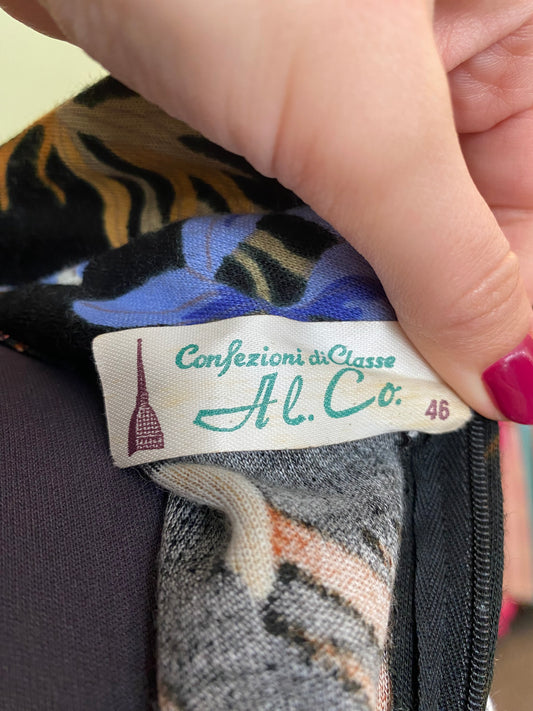 Confezioni di Classe
Al. Co.
46